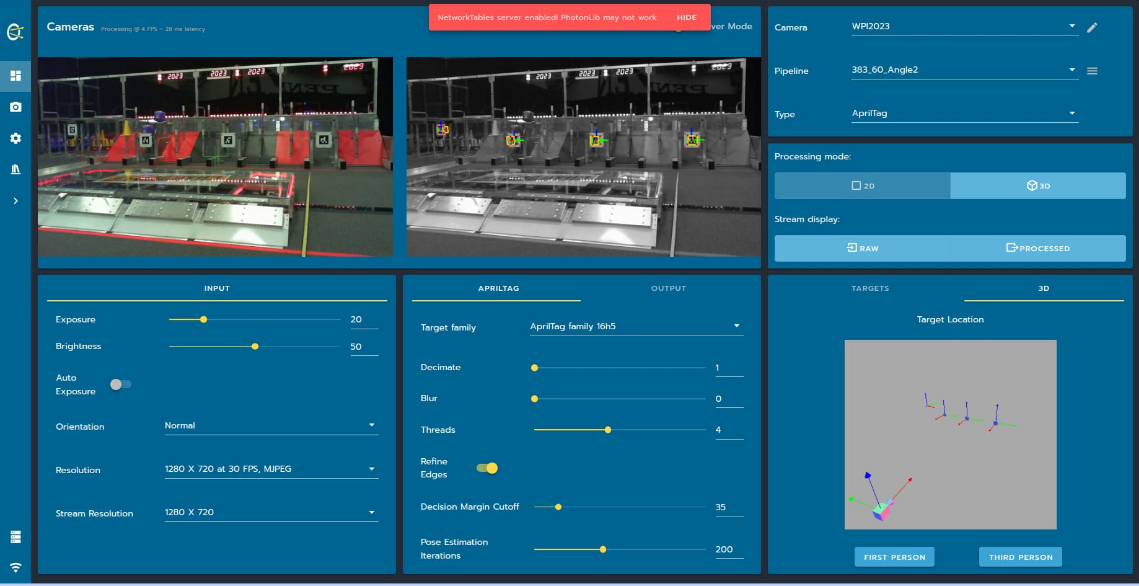 NetworkTables server enabled! PhotonLib may not work HIDE
Cameras Processing @ 4 FPS - 28 ms latency
ver Mode
2023 2023 2023 2023
2023 2023 2023 2023
INPUT
Exposure 20
Brightness 50
Auto
Exposure
Orientation Normal
Resolution 1280 X 720 at 30 FPS, MJPEG
Stream Resolution 1280 X 720
APRILTAG OUTPUT
Target family AprilTag family 16h5
Decimate 1
Blur 0
Threads 4
Refine
Edges
Decision Margin Cutoff 35
Pose Estimation
Iterations 200
Camera WPI2023
Pipeline 383_60_Angle2
Type AprilTag
Processing mode:
2D 3D
Stream display:
RAW PROCESSED
TARGETS 3D
Target Location
FIRST PERSON THIRD PERSON